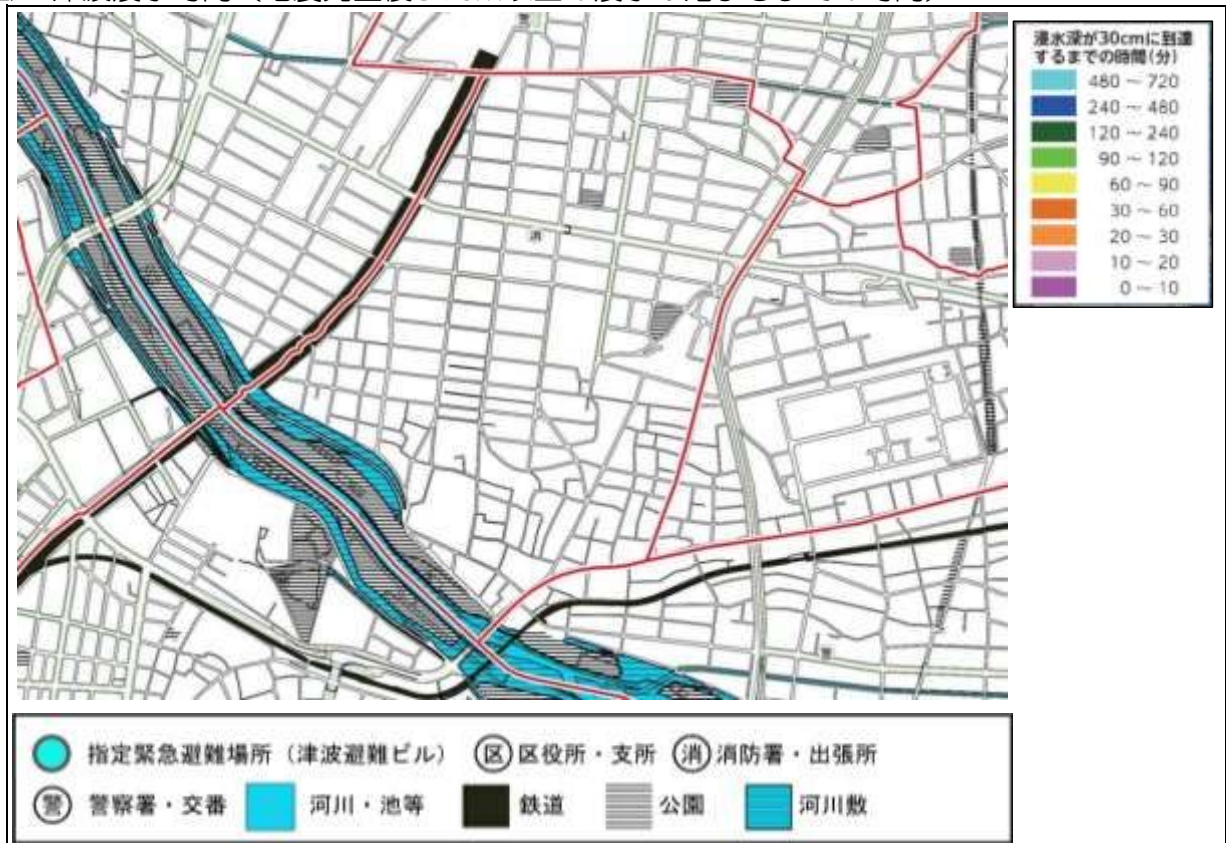 浸水深が30cmに到達
するまでの時間(分)
480~720
240~480
120~240
90~120
60~90
30~60
20~30
10~20
0~10
消
指定緊急避難場所(津波避難ビル)
区 区役所・支所
消 消防署・出張所
警 警察署・交番
河川・池等
鉄道
公園
河川敷